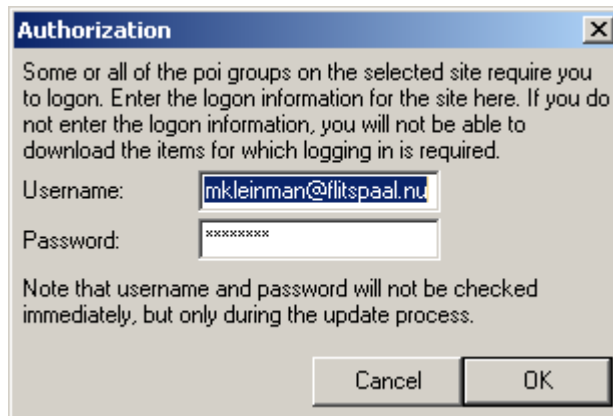 Authorization
Some or all of the poi groups on the selected site require you
to logon. Enter the logon information for the site here. If you do
not enter the logon information, you will not be able to
download the items for which logging in is required.
Username: mkleinman@flitspaal.nu
Password: ********
Note that username and password will not be checked
immediately, but only during the update process.
Cancel OK